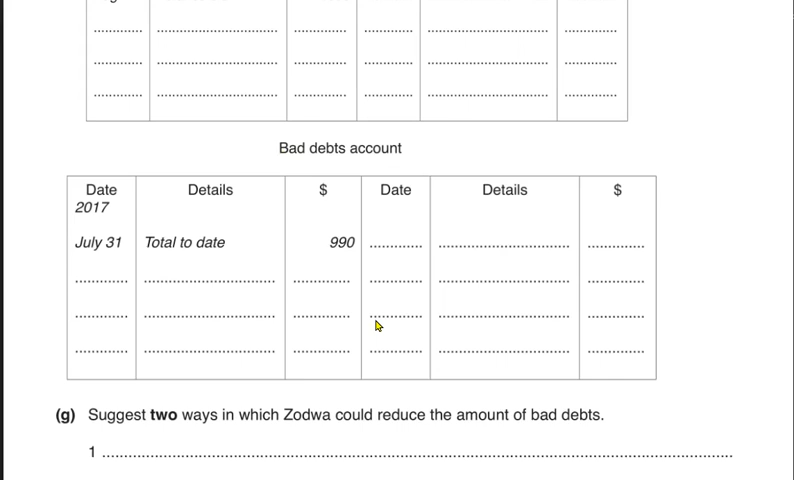 Bad debts account
Date Details $ Date Details $
2017
July 31 Total to date 990
(g) Suggest two ways in which Zodwa could reduce the amount of bad debts.
1